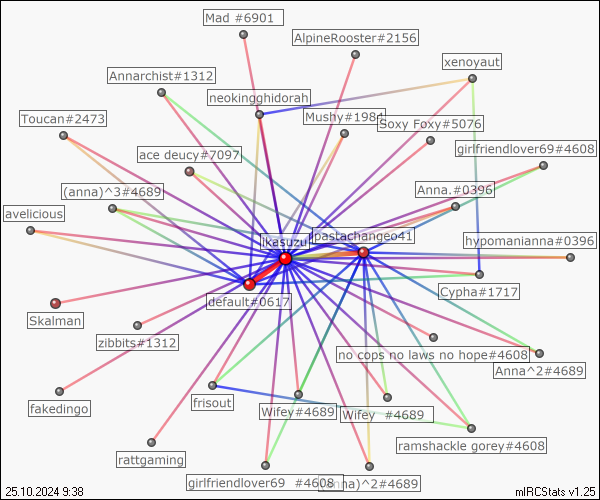 Mad #6901
AlpineRooster#2156
xenoyaut
Annarchist#1312
neokingghidorah
Mushy#1984
Soxy Foxy#5076
Toucan#2473
ace deucy#7097
girlfriendlover69#4608
(anna)^3#4689
Anna.#0396
avelicious
ikasuzu
pastachangeo41
hypomanianna#0396
default#0617
Cypha#1717
Skalman
zibbits#1312
no cops no laws no hope#4608
Anna^2#4689
fakedingo
frisout
Wifey#4689
Wifey #4689
ramshackle gorey#4608
rattgaming
girlfriendlover69 #4608
(anna)^2#4689
25.10.2024 9:38
mIRCStats v1.25